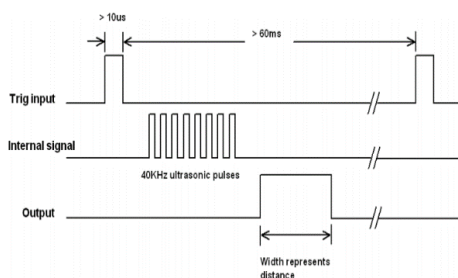 > 10us
> 60ms
Trig input
Internal signal
40KHz ultrasonic pulses
Output
Width represents
distance